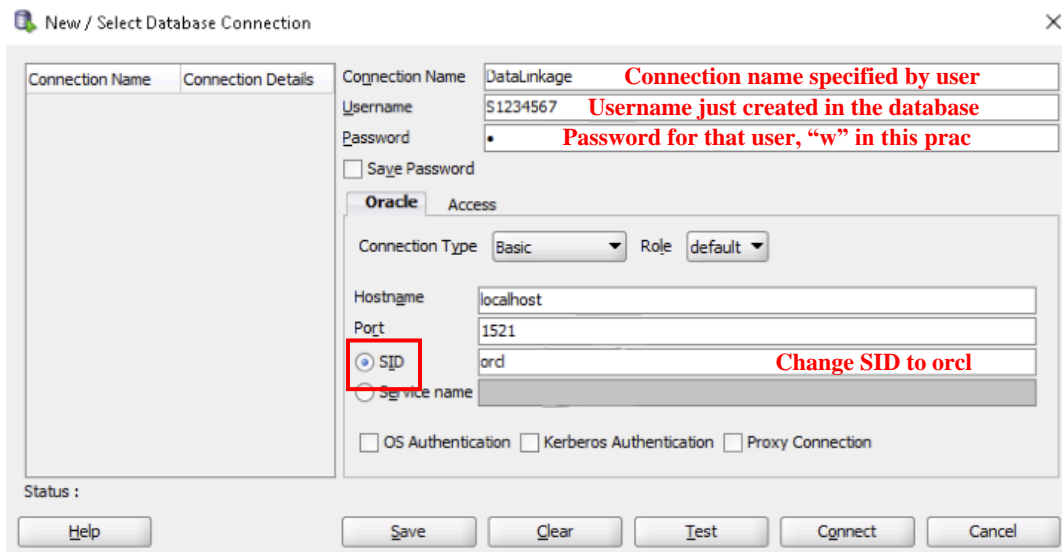 New / Select Database Connection
Connection Name Connection Details
Connection Name DataLinkage Connection name specified by user
Username S1234567 Username just created in the database
Password • Password for that user, “w” in this prac
Save Password
Oracle Access
Connection Type Basic Role default
Hostname localhost
Port 1521
SID orcl Change SID to orcl
Service name
OS Authentication Kerberos Authentication Proxy Connection
Status :
Help Save Clear Test Connect Cancel